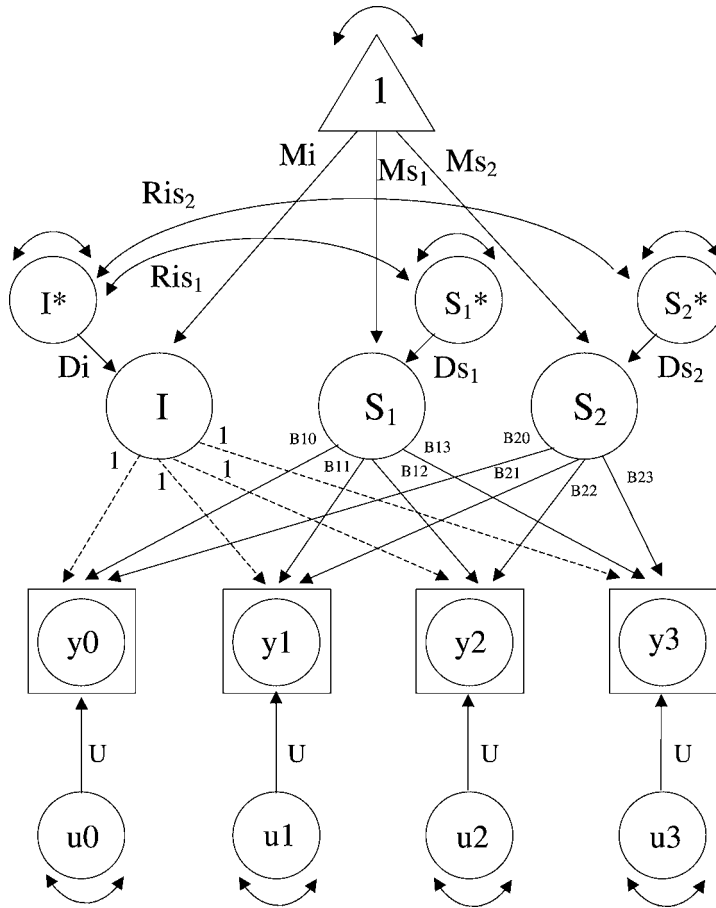 1
Mi Ms₁ Ms₂
Ris₂
Ris₁
I* S₁* S₂*
Di Ds₁ Ds₂
I S₁ S₂
1 1 1 1 B10 B11 B12 B13 B20 B21 B22 B23
y0 y1 y2 y3
U U U U
u0 u1 u2 u3